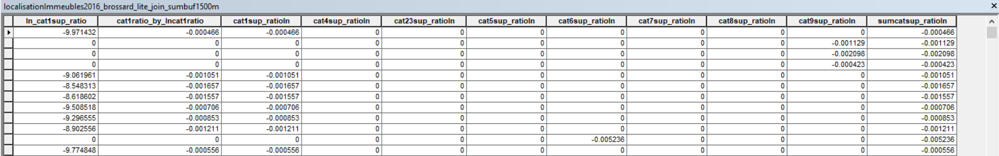 localisationImmeubles2016_brossard_lite_join_sumbuf1500m
ln_cat1sup_ratio cat1ratio_by_lncat1ratio cat1sup_ratioln cat4sup_ratioln cat23sup_ratioln cat5sup_ratioln cat6sup_ratioln cat7sup_ratioln cat8sup_ratioln cat9sup_ratioln sumcatsup_ratioln
-9.971432 -0.000466 -0.000466 0 0 0 0 0 0 0 -0.000466
0 0 0 0 0 0 0 0 0 -0.001129 -0.001129
0 0 0 0 0 0 0 0 0 -0.002098 -0.002098
0 0 0 0 0 0 0 0 0 -0.000423 -0.000423
-9.061961 -0.001051 -0.001051 0 0 0 0 0 0 0 -0.001051
-8.548313 -0.001657 -0.001657 0 0 0 0 0 0 0 -0.001657
-8.618602 -0.001557 -0.001557 0 0 0 0 0 0 0 -0.001557
-9.508518 -0.000706 -0.000706 0 0 0 0 0 0 0 -0.000706
-9.296555 -0.000853 -0.000853 0 0 0 0 0 0 0 -0.000853
-8.902556 -0.001211 -0.001211 0 0 0 0 0 0 0 -0.001211
0 0 0 0 0 0 -0.005236 0 0 0 -0.005236
-9.774848 -0.000556 -0.000556 0 0 0 0 0 0 0 -0.000556